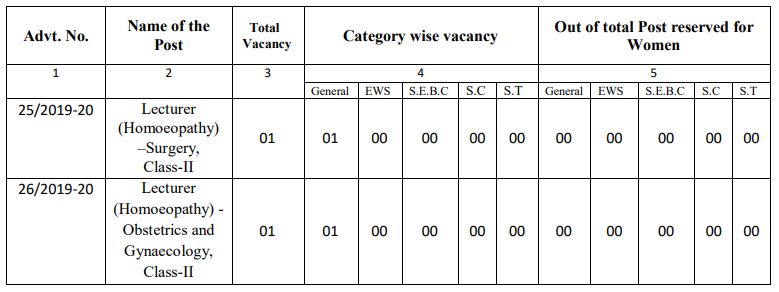 Advt. No. Name of the Post Total Vacancy Category wise vacancy Out of total Post reserved for Women
1 2 3 4 5
General EWS S.E.B.C S.C S.T General EWS S.E.B.C S.C S.T
25/2019-20 Lecturer
(Homoeopathy)
–Surgery,
Class-II
01 01 00 00 00 00 00 00 00 00 00
26/2019-20 Lecturer
(Homoeopathy) -
Obstetrics and
Gynaecology,
Class-II
01 01 00 00 00 00 00 00 00 00 00